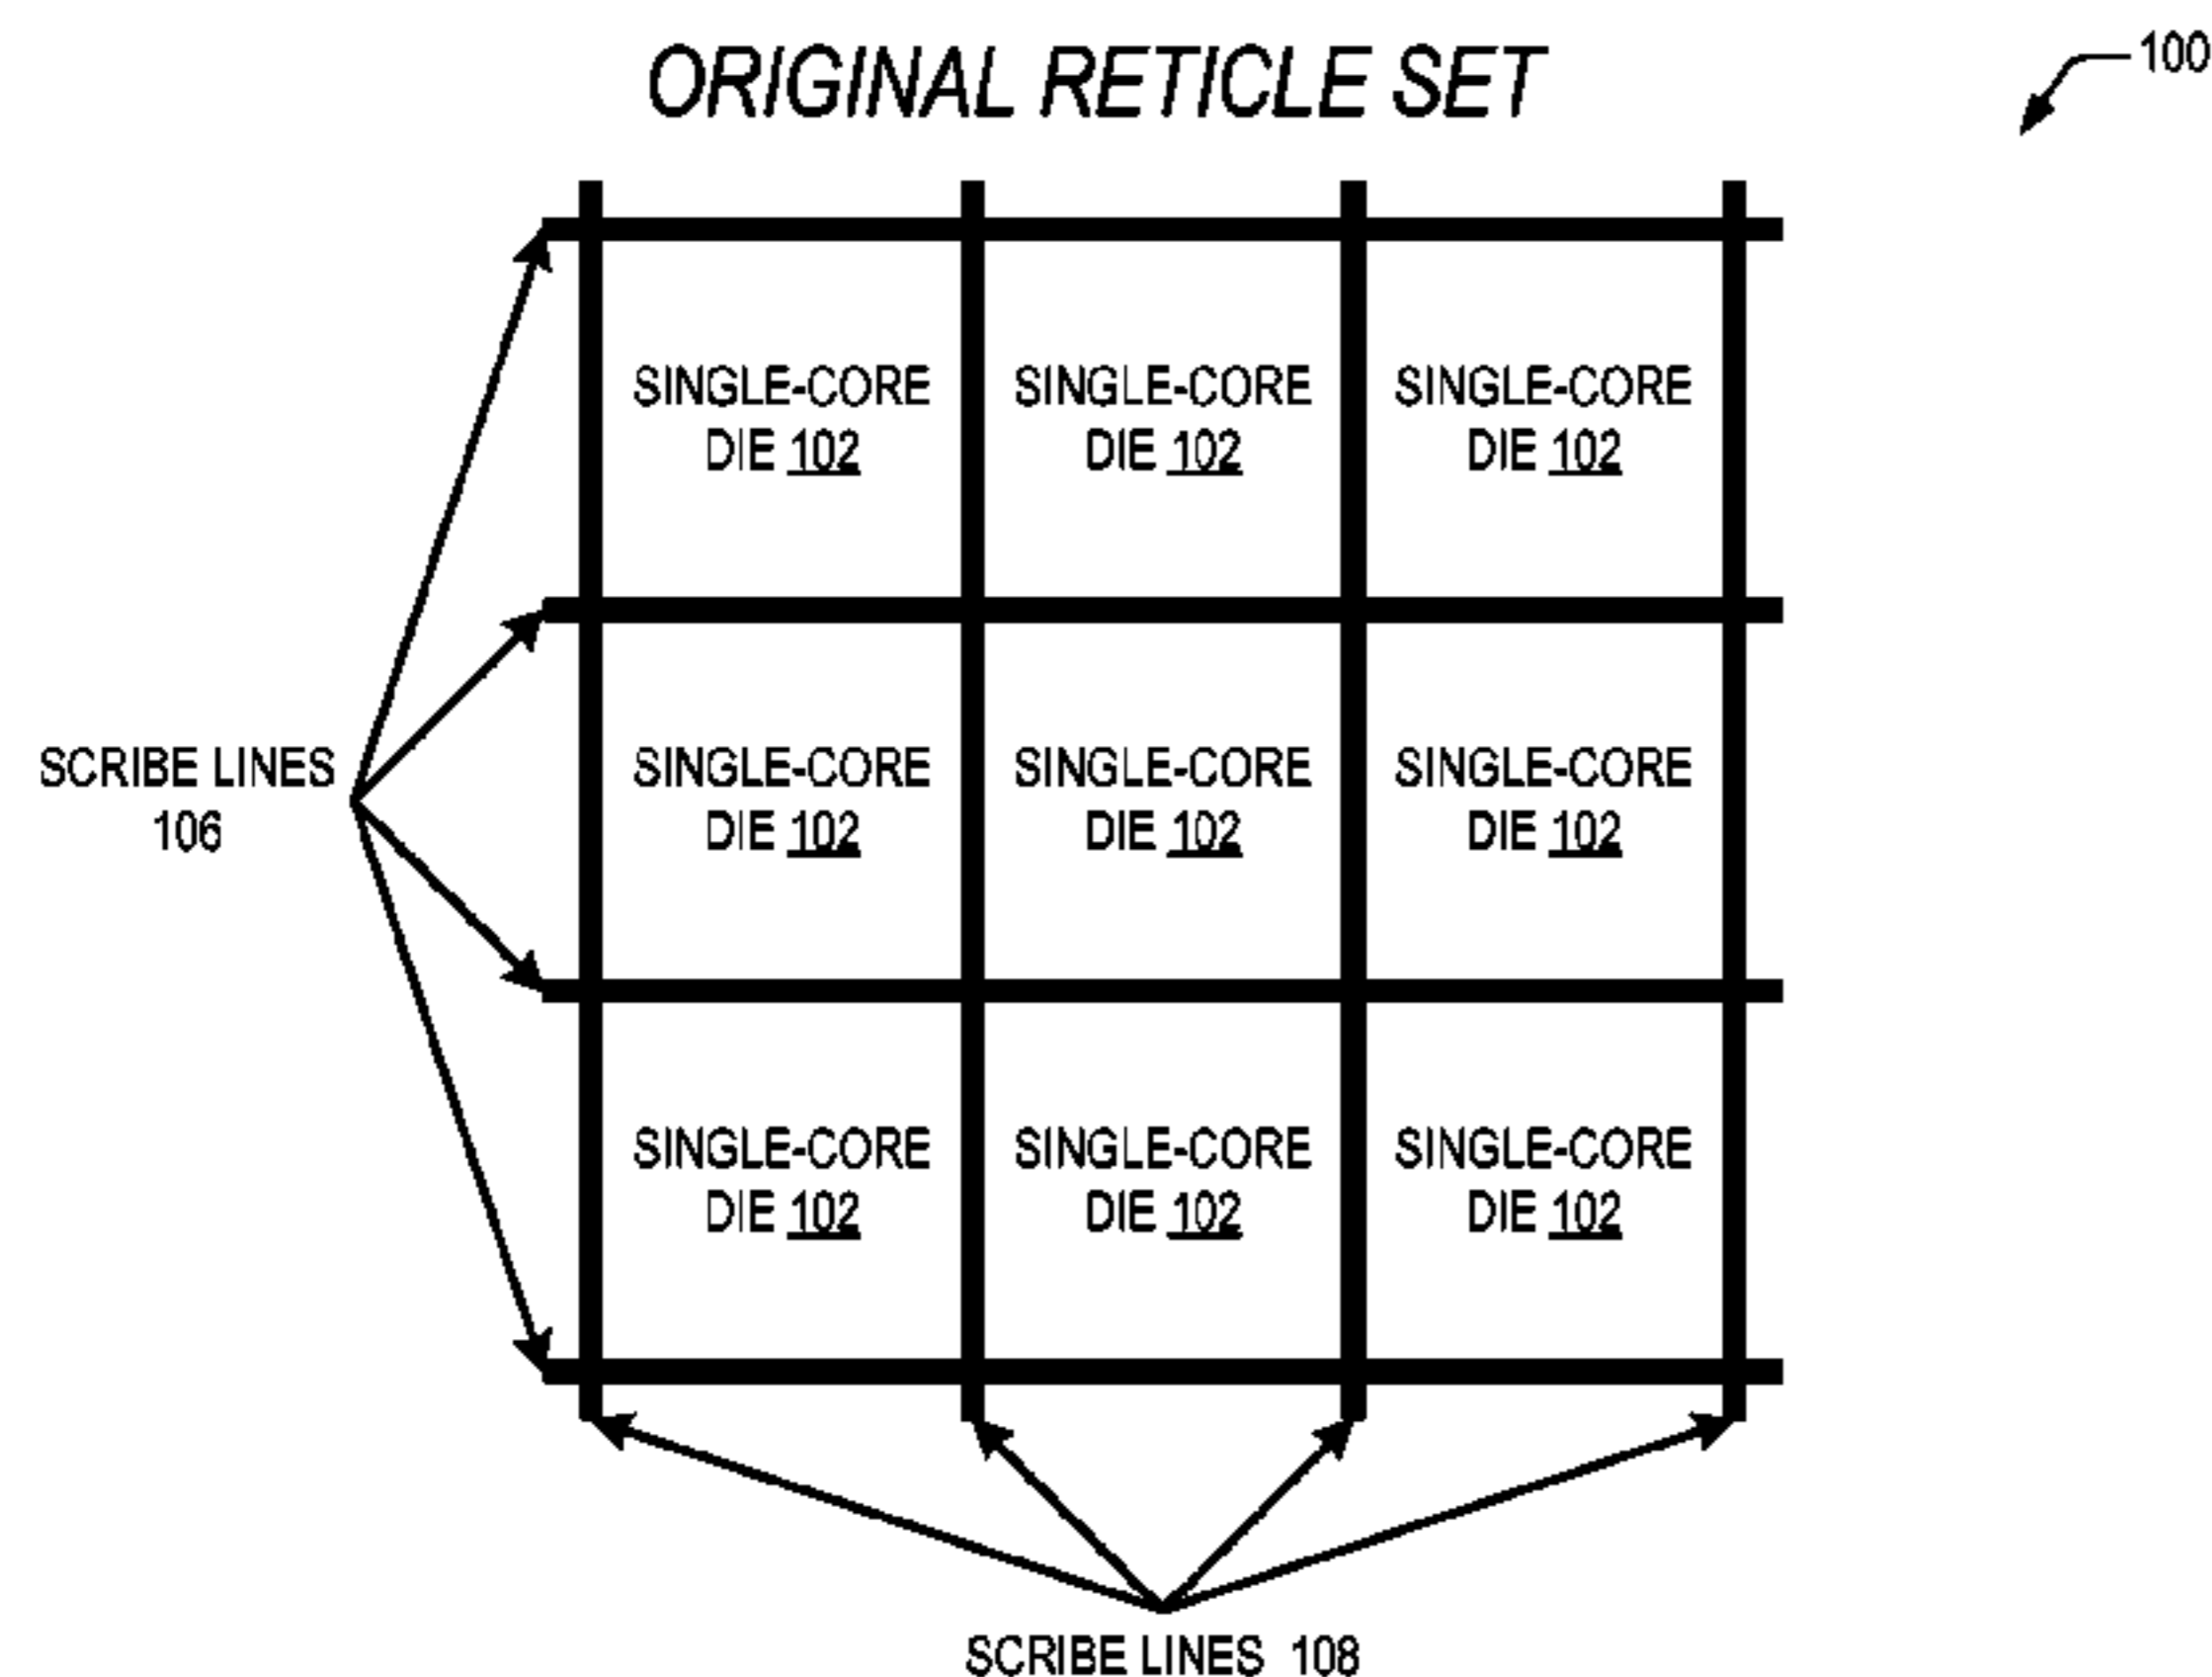 ORIGINAL RETICLE SET
100
SINGLE-CORE
DIE 102
SINGLE-CORE
DIE 102
SINGLE-CORE
DIE 102
SCRIBE LINES
106
SINGLE-CORE
DIE 102
SINGLE-CORE
DIE 102
SINGLE-CORE
DIE 102
SINGLE-CORE
DIE 102
SINGLE-CORE
DIE 102
SINGLE-CORE
DIE 102
SCRIBE LINES 108